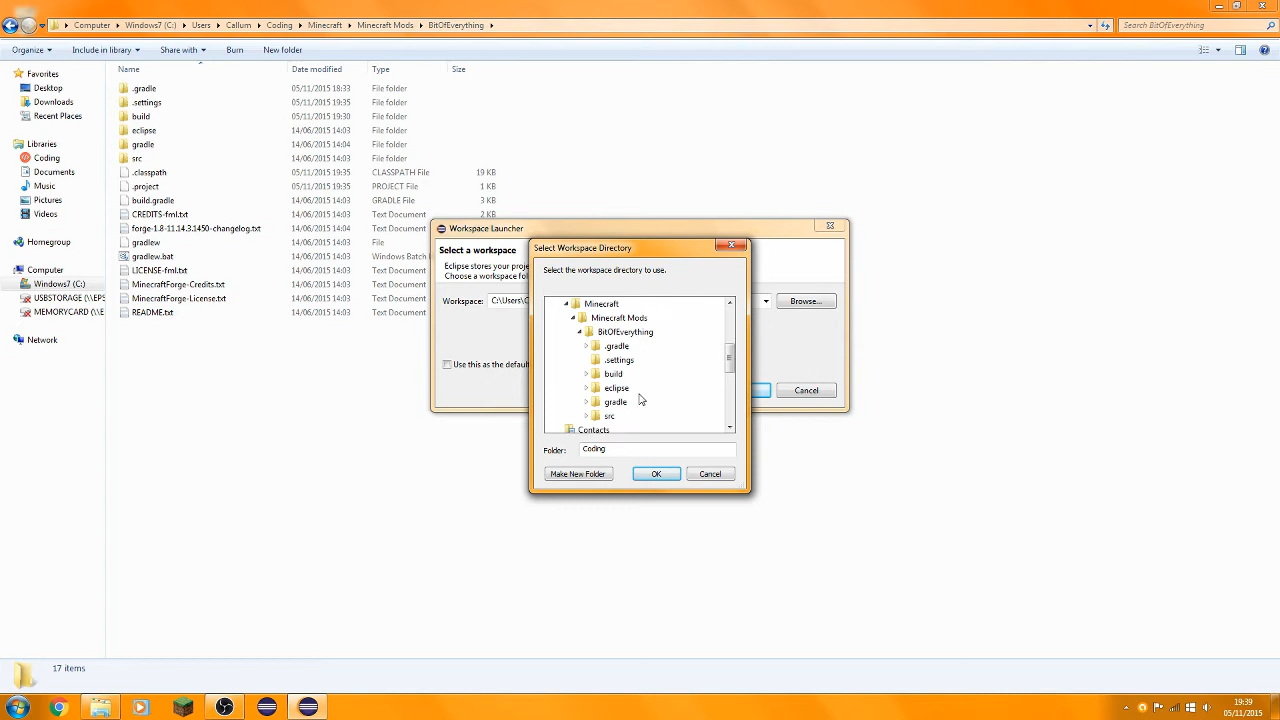 Computer ▸ Windows7 (C:) ▸ Users ▸ Callum ▸ Coding ▸ Minecraft ▸ Minecraft Mods ▸ BitOfEverything ▸
Search BitOfEverything
Organize ▾ Include in library ▾ Share with ▾ Burn New folder
Name Date modified Type Size
Favorites
Desktop
Downloads
Recent Places
Libraries
Coding
Documents
Music
Pictures
Videos
Homegroup
Computer
Windows7 (C:)
USBSTORAGE (\\EPS
MEMORYCARD (\\E
Network
.gradle 05/11/2015 18:33 File folder
.settings 05/11/2015 19:35 File folder
build 05/11/2015 19:30 File folder
eclipse 14/06/2015 14:03 File folder
gradle 14/06/2015 14:04 File folder
src 14/06/2015 14:03 File folder
.classpath 05/11/2015 19:35 CLASSPATH File 19 KB
.project 05/11/2015 19:35 PROJECT File 1 KB
build.gradle 14/06/2015 14:03 GRADLE File 3 KB
CREDITS-fml.txt 14/06/2015 14:03 Text Document 2 KB
forge-1.8-11.14.3.1450-changelog.txt 14/06/2015 14:03 Text Document
gradlew 14/06/2015 14:03 File
gradlew.bat 14/06/2015 14:03 Windows Batch
LICENSE-fml.txt 14/06/2015 14:03 Text Document
MinecraftForge-Credits.txt 14/06/2015 14:03 Text Document
MinecraftForge-License.txt 14/06/2015 14:03 Text Document
README.txt 14/06/2015 14:03 Text Document
Workspace Launcher
Select a workspace
Eclipse stores your proje
Choose a workspace fol
Workspace: C:\Users\C
Browse...
Use this as the default
Cancel
Select Workspace Directory
Select the workspace directory to use.
Minecraft
Minecraft Mods
BitOfEverything
.gradle
.settings
build
eclipse
gradle
src
Contacts
Folder: Coding
Make New Folder OK Cancel
17 items
19:39
05/11/2015